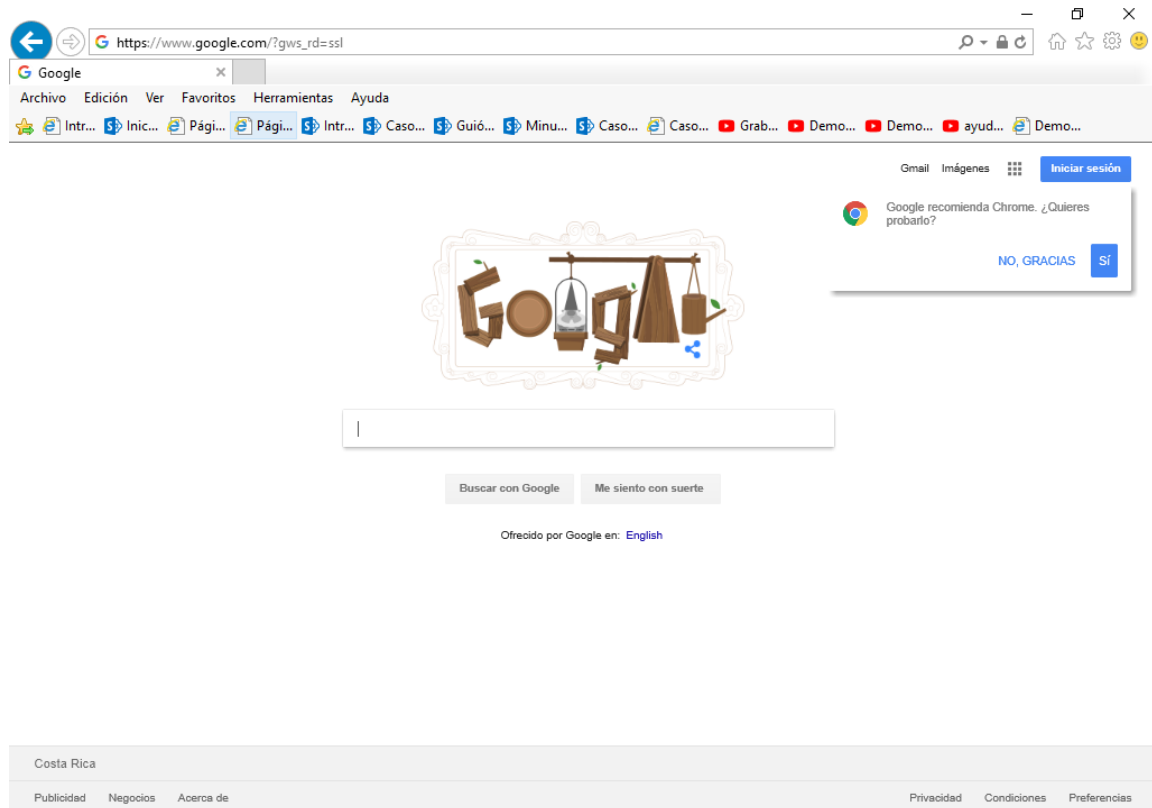 https://www.google.com/?gws_rd=ssl
Google
Archivo Edición Ver Favoritos Herramientas Ayuda
Intr... Inic... Pági... Pági... Intr... Caso... Guió... Minu... Caso... Caso... Grab... Demo... Demo... ayud... Demo...
Gmail Imágenes Iniciar sesión
Google recomienda Chrome. ¿Quieres
probarlo?
NO, GRACIAS SÍ
Google
Buscar con Google Me siento con suerte
Ofrecido por Google en: English
Costa Rica
Publicidad Negocios Acerca de Privacidad Condiciones Preferencias